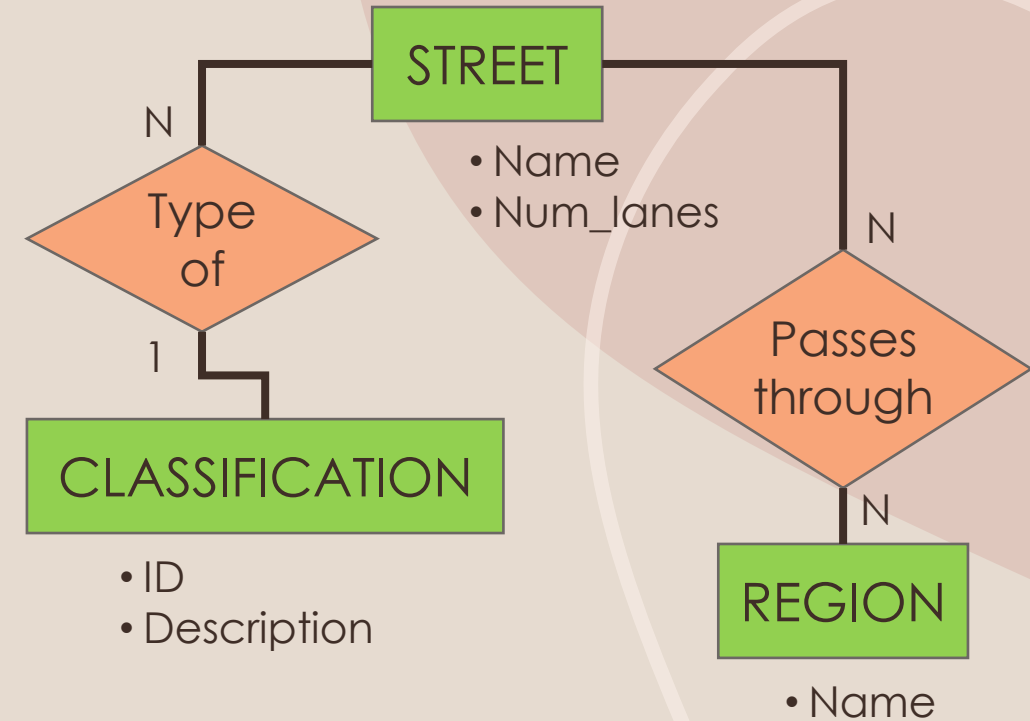 STREET
• Name
• Num_lanes
N
Type
of
1
CLASSIFICATION
• ID
• Description
N
Passes
through
N
REGION
• Name